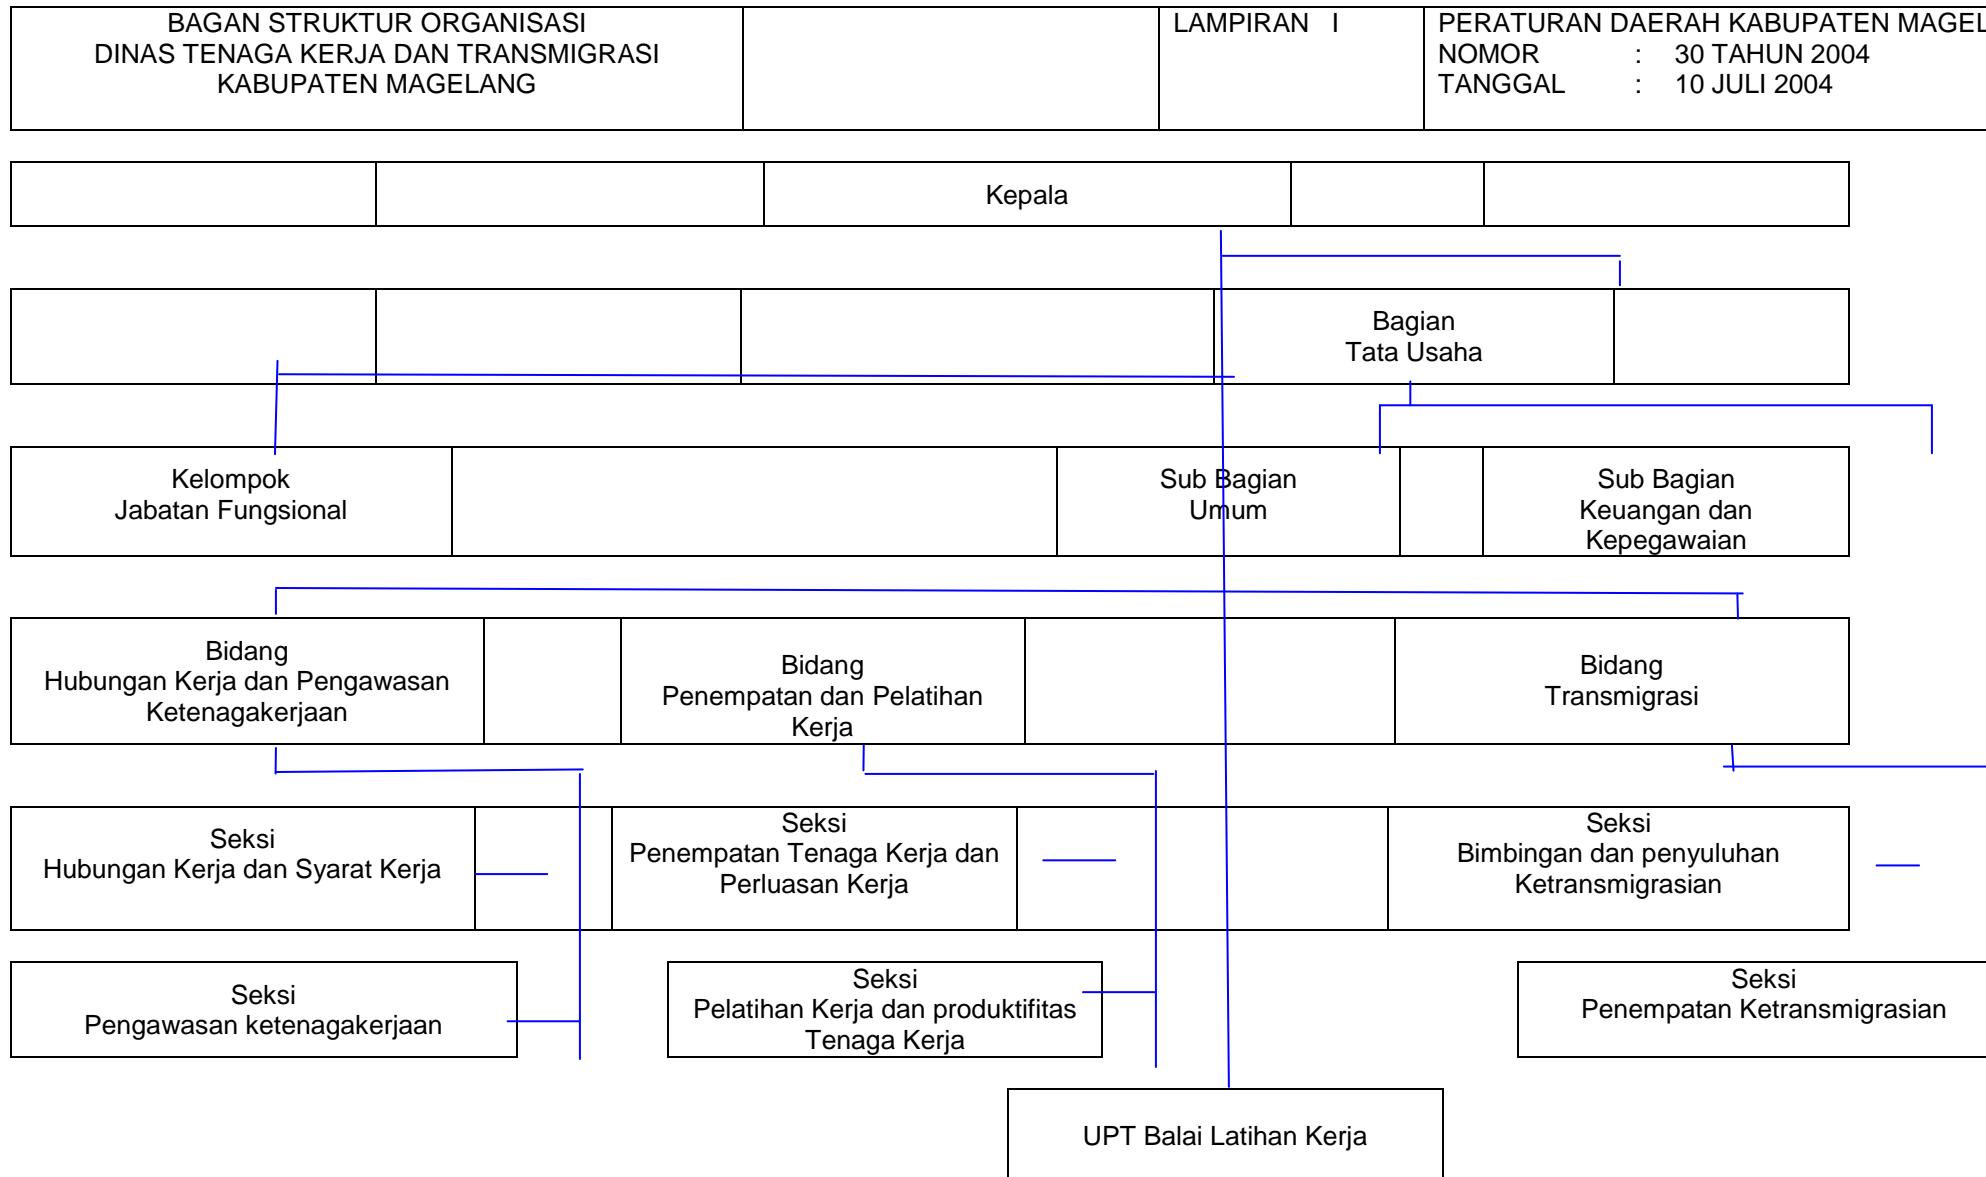 BAGAN STRUKTUR ORGANISASI
DINAS TENAGA KERJA DAN TRANSMIGRASI
KABUPATEN MAGELANG
LAMPIRAN I
PERATURAN DAERAH KABUPATEN MAGEL
NOMOR : 30 TAHUN 2004
TANGGAL : 10 JULI 2004
Kepala
Bagian
Tata Usaha
Kelompok
Jabatan Fungsional
Sub Bagian
Umum
Sub Bagian
Keuangan dan
Kepegawaian
Bidang
Hubungan Kerja dan Pengawasan
Ketenagakerjaan
Bidang
Penempatan dan Pelatihan
Kerja
Bidang
Transmigrasi
Seksi
Hubungan Kerja dan Syarat Kerja
Seksi
Penempatan Tenaga Kerja dan
Perluasan Kerja
Seksi
Bimbingan dan penyuluhan
Ketransmigrasian
Seksi
Pengawasan ketenagakerjaan
Seksi
Pelatihan Kerja dan produktifitas
Tenaga Kerja
Seksi
Penempatan Ketransmigrasian
UPT Balai Latihan Kerja